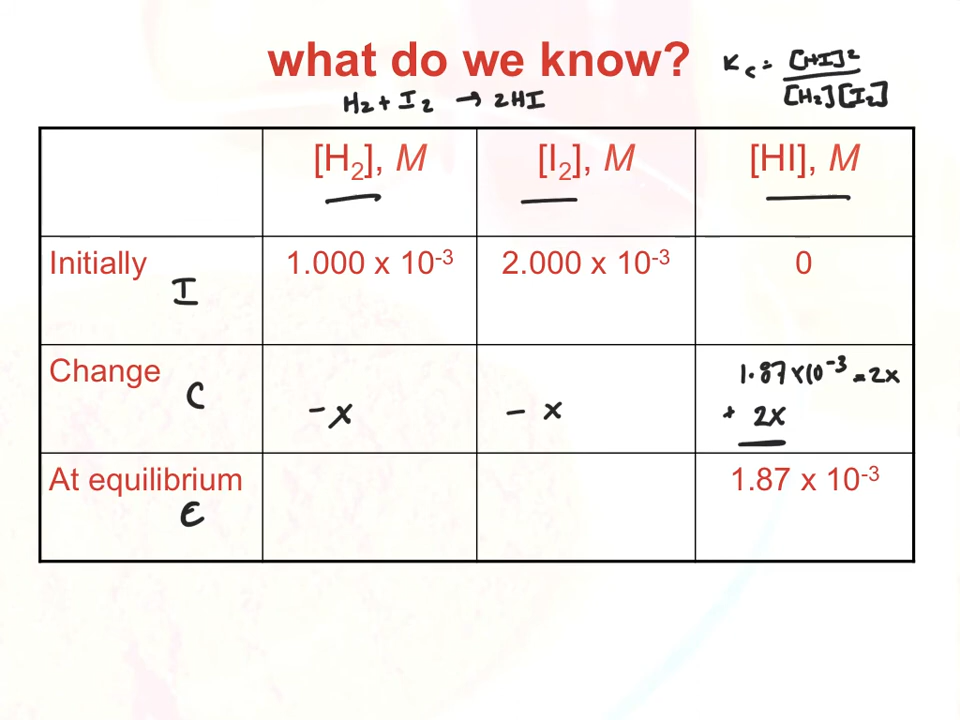 what do we know?
K_c = [HI]² / [H₂][I₂]
H₂ + I₂ → 2HI
[H₂], M [I₂], M [HI], M
Initially 1.000 x 10⁻³ 2.000 x 10⁻³ 0
I
Change 1.87 x 10⁻³ = 2x
C - x - x + 2x
At equilibrium 1.87 x 10⁻³
E